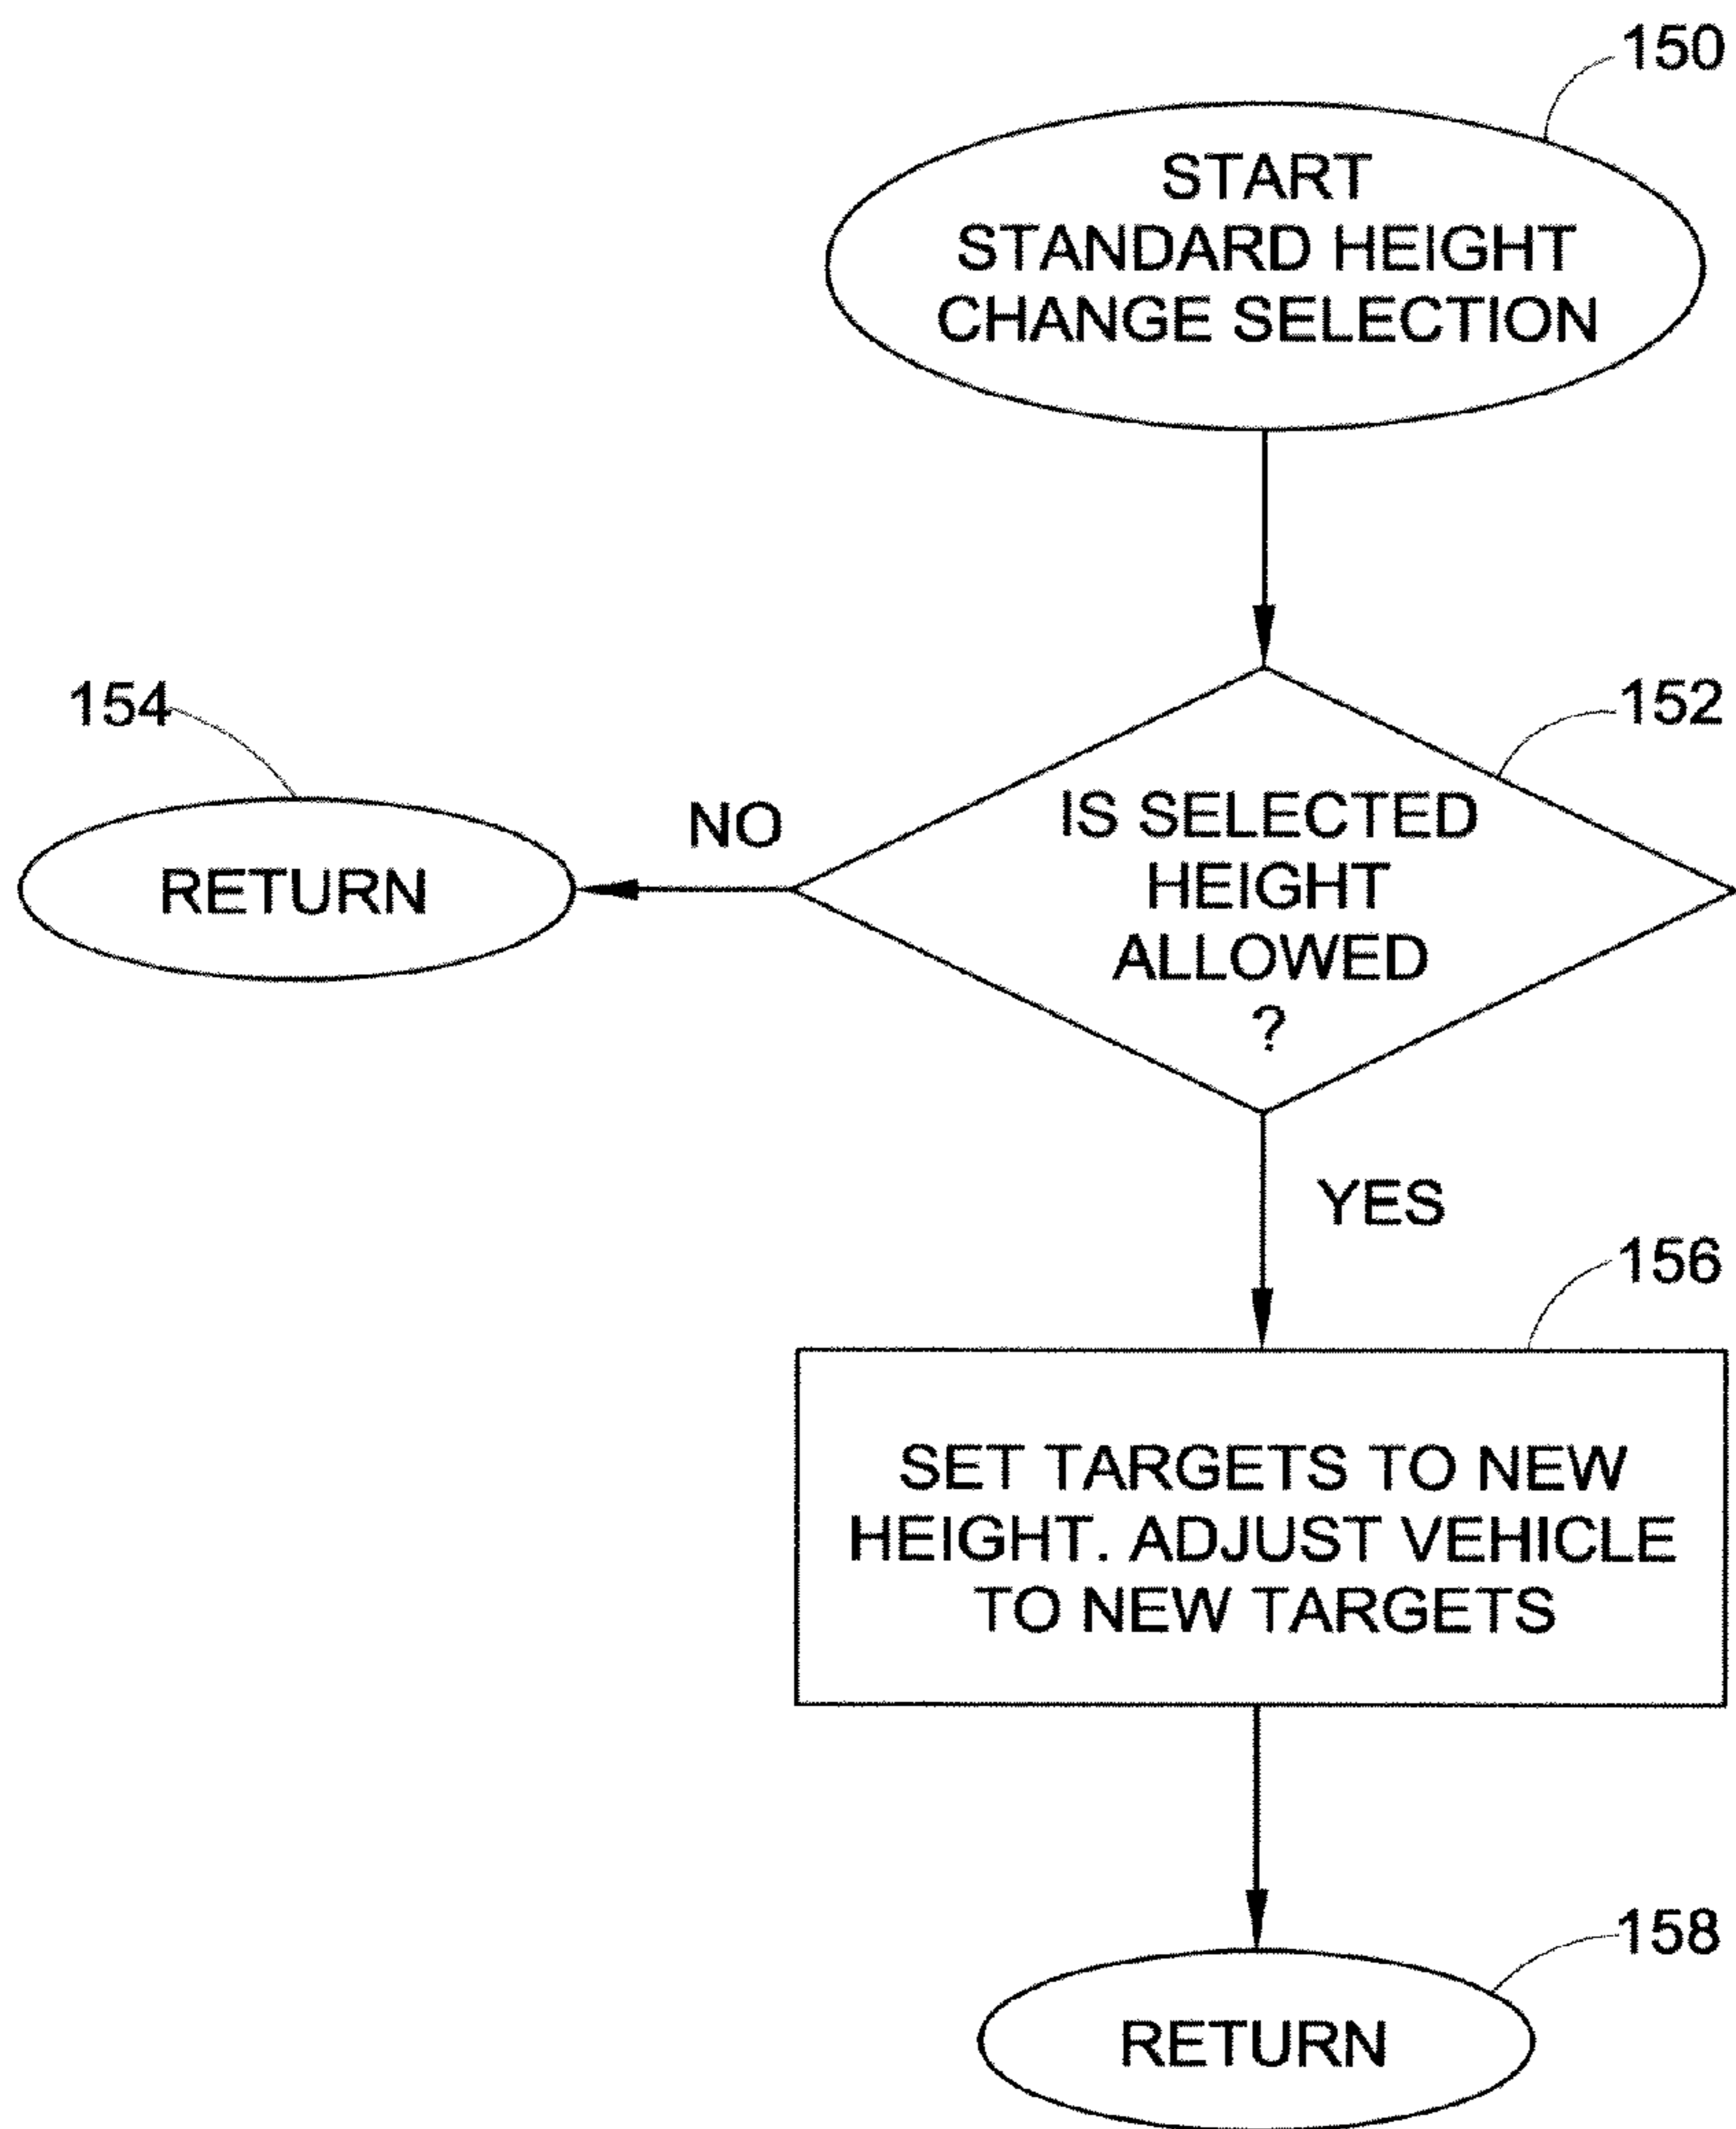 150
START
STANDARD HEIGHT
CHANGE SELECTION
154
152
NO
IS SELECTED
HEIGHT
ALLOWED
?
RETURN
YES
156
SET TARGETS TO NEW
HEIGHT. ADJUST VEHICLE
TO NEW TARGETS
158
RETURN